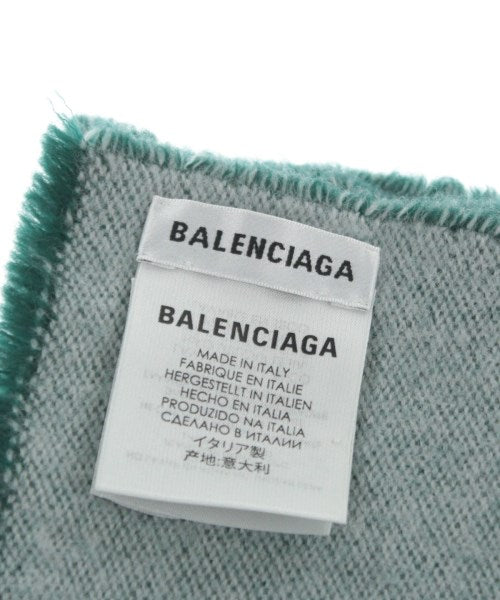 BALENCIAGA
BALENCIAGA
MADE IN ITALY
FABRIQUE EN ITALIE
HERGESTELLT IN ITALIEN
HECHO EN ITALIA
PRODUZIDO NA ITALIA
СДЕЛАНО В ИТАЛИИ
イタリア製
产地:意大利